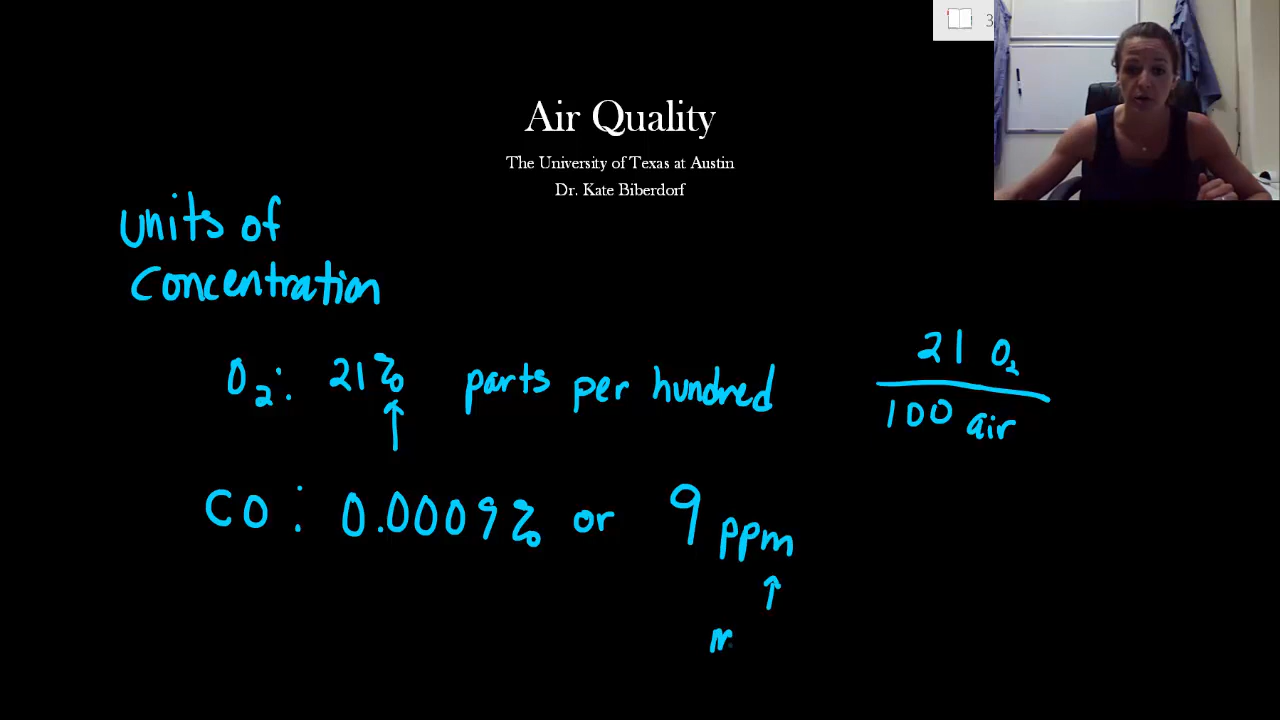 3
Air Quality
The University of Texas at Austin
Dr. Kate Biberdorf
units of
concentration
O₂: 21% parts per hundred 21 O₂
100 air
CO: 0.0009% or 9 ppm
m